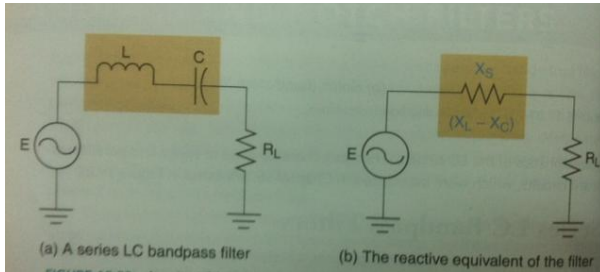 L
C
E
RL
Xs
(XL – XC)
E
RL
(a) A series LC bandpass filter
(b) The reactive equivalent of the filter